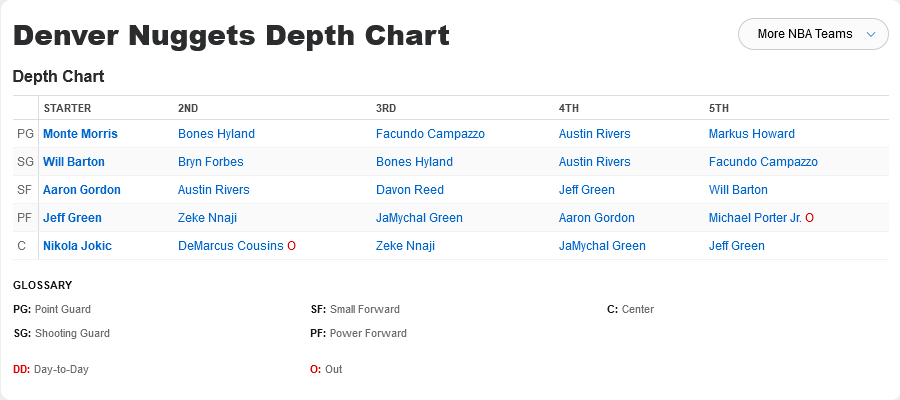 Denver Nuggets Depth Chart
More NBA Teams
Depth Chart
STARTER 2ND 3RD 4TH 5TH
PG Monte Morris Bones Hyland Facundo Campazzo Austin Rivers Markus Howard
SG Will Barton Bryn Forbes Bones Hyland Austin Rivers Facundo Campazzo
SF Aaron Gordon Austin Rivers Davon Reed Jeff Green Will Barton
PF Jeff Green Zeke Nnaji JaMychal Green Aaron Gordon Michael Porter Jr. O
C Nikola Jokic DeMarcus Cousins O Zeke Nnaji JaMychal Green Jeff Green
GLOSSARY
PG: Point Guard SF: Small Forward C: Center
SG: Shooting Guard PF: Power Forward
DD: Day-to-Day O: Out